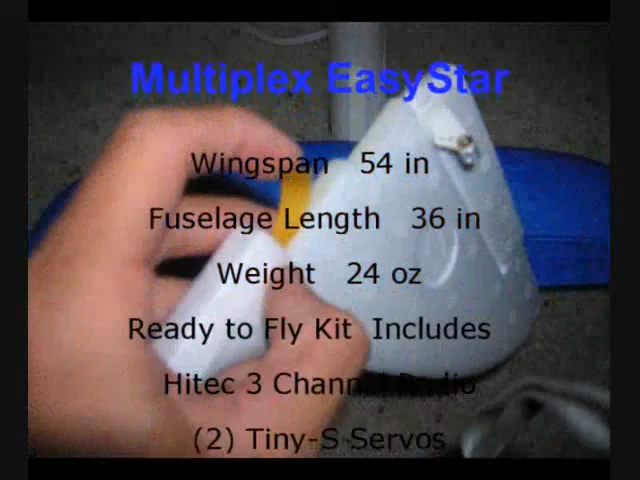 Multiplex EasyStar
Wingspan 54 in
Fuselage Length 36 in
Weight 24 oz
Ready to Fly Kit Includes
Hitec 3 Channel Radio
(2) Tiny-S Servos